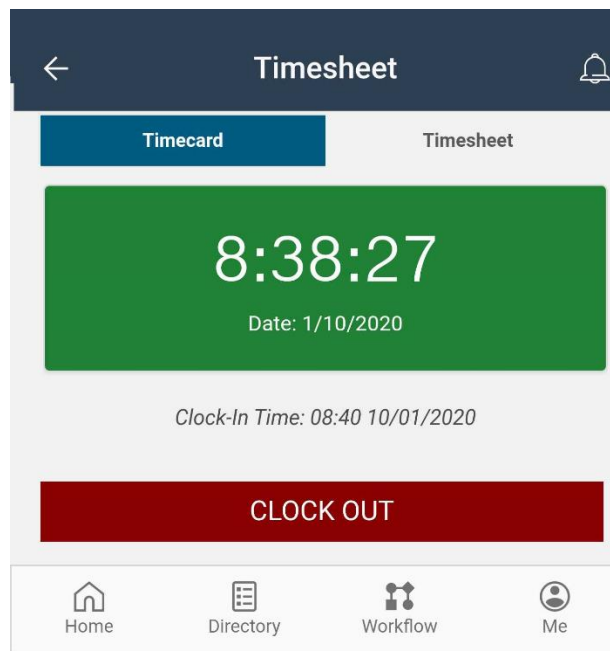 Timesheet
Timecard Timesheet
8:38:27
Date: 1/10/2020
Clock-In Time: 08:40 10/01/2020
CLOCK OUT
Home Directory Workflow Me